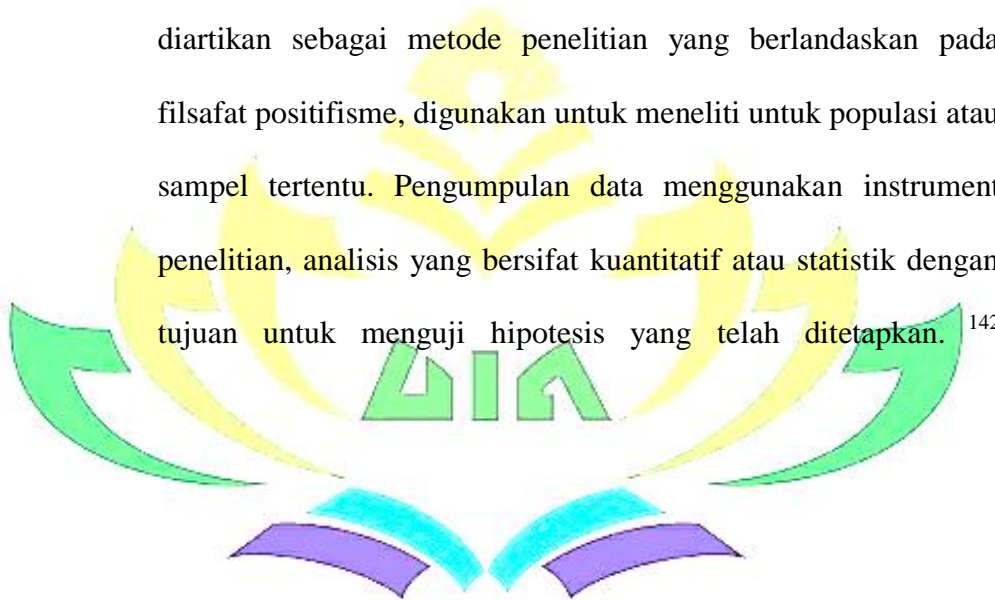 diartikan sebagai metode penelitian yang berlandaskan pada
filsafat positifisme, digunakan untuk meneliti untuk populasi atau
sampel tertentu. Pengumpulan data menggunakan instrument
penelitian, analisis yang bersifat kuantitatif atau statistik dengan
tujuan untuk menguji hipotesis yang telah ditetapkan. 142